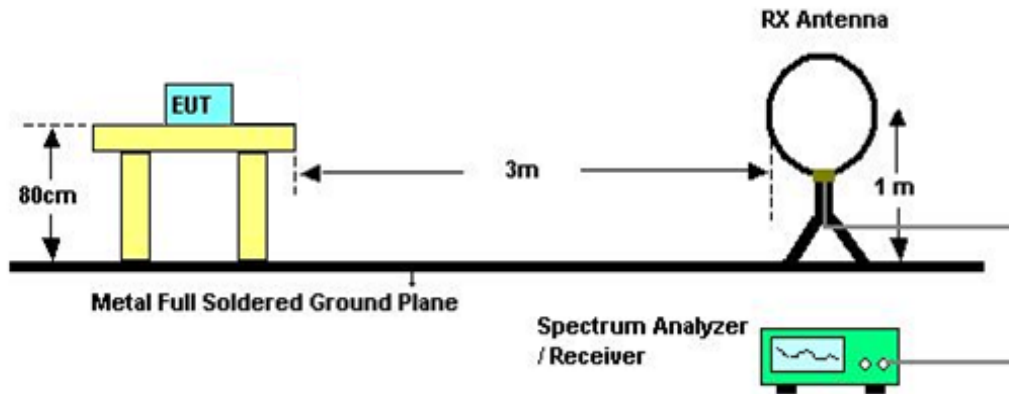 RX Antenna
EUT
80cm
3m
1 m
Metal Full Soldered Ground Plane
Spectrum Analyzer
/ Receiver